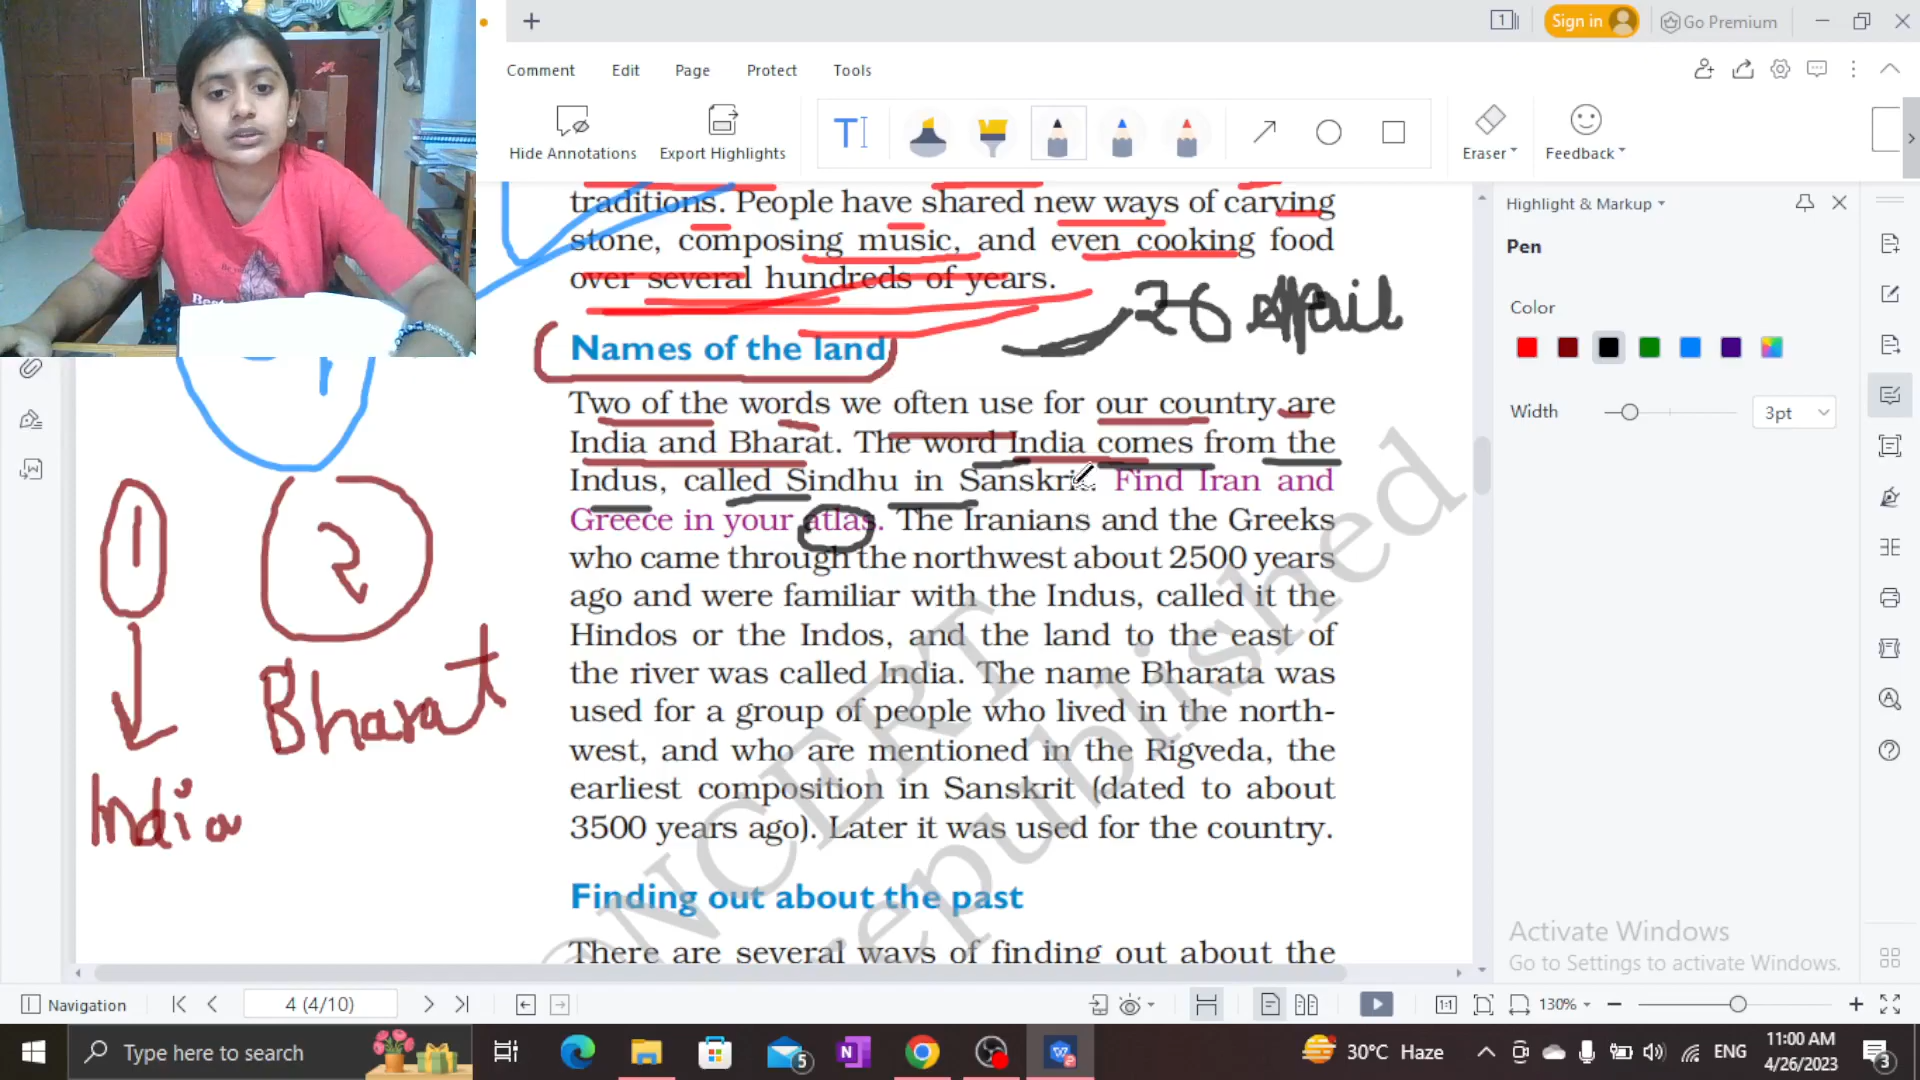 Sign in
Go Premium
Comment Edit Page Protect Tools
Hide Annotations
Export Highlights
Eraser
Feedback
Highlight & Markup
Pen
Color
Width
3pt
traditions. People have shared new ways of carving
stone, composing music, and even cooking food
over several hundreds of years.
26 April
Names of the land
Two of the words we often use for our country are
India and Bharat. The word India comes from the
Indus, called Sindhu in Sanskrit. Find Iran and
Greece in your atlas. The Iranians and the Greeks
who came through the northwest about 2500 years
ago and were familiar with the Indus, called it the
Hindos or the Indos, and the land to the east of
the river was called India. The name Bharata was
used for a group of people who lived in the north-
west, and who are mentioned in the Rigveda, the
earliest composition in Sanskrit (dated to about
3500 years ago). Later it was used for the country.
Finding out about the past
There are several ways of finding out about the
1
2
Bharat
India
NCERT
republished
Activate Windows
Go to Settings to activate Windows.
Navigation
4 (4/10)
130%
Type here to search
5
30°C Haze
ENG
11:00 AM
4/26/2023
3